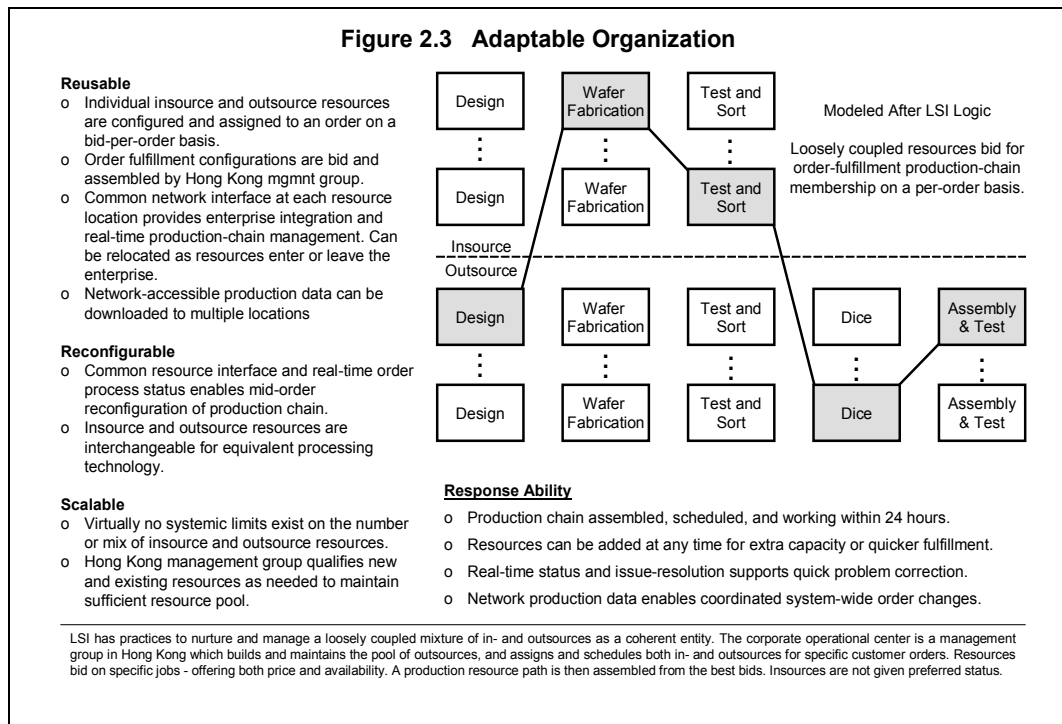 Figure 2.3 Adaptable Organization
Reusable
o Individual insource and outsource resources
are configured and assigned to an order on a
bid-per-order basis.
o Order fulfillment configurations are bid and
assembled by Hong Kong mgmnt group.
o Common network interface at each resource
location provides enterprise integration and
real-time production-chain management. Can
be relocated as resources enter or leave the
enterprise.
o Network-accessible production data can be
downloaded to multiple locations
Reconfigurable
o Common resource interface and real-time order
process status enables mid-order
reconfiguration of production chain.
o Insource and outsource resources are
interchangeable for equivalent processing
technology.
Scalable
o Virtually no systemic limits exist on the number
or mix of insource and outsource resources.
o Hong Kong management group qualifies new
and existing resources as needed to maintain
sufficient resource pool.
Design
Wafer
Fabrication
Test and
Sort
Modeled After LSI Logic
Loosely coupled resources bid for
order-fulfillment production-chain
membership on a per-order basis.
Design
Wafer
Fabrication
Test and
Sort
Insource
Outsource
Design
Wafer
Fabrication
Test and
Sort
Dice
Assembly
& Test
Design
Wafer
Fabrication
Test and
Sort
Dice
Assembly
& Test
Response Ability
o Production chain assembled, scheduled, and working within 24 hours.
o Resources can be added at any time for extra capacity or quicker fulfillment.
o Real-time status and issue-resolution supports quick problem correction.
o Network production data enables coordinated system-wide order changes.
LSI has practices to nurture and manage a loosely coupled mixture of in- and outsources as a coherent entity. The corporate operational center is a management
group in Hong Kong which builds and maintains the pool of outsources, and assigns and schedules both in- and outsources for specific customer orders. Resources
bid on specific jobs - offering both price and availability. A production resource path is then assembled from the best bids. Insources are not given preferred status.